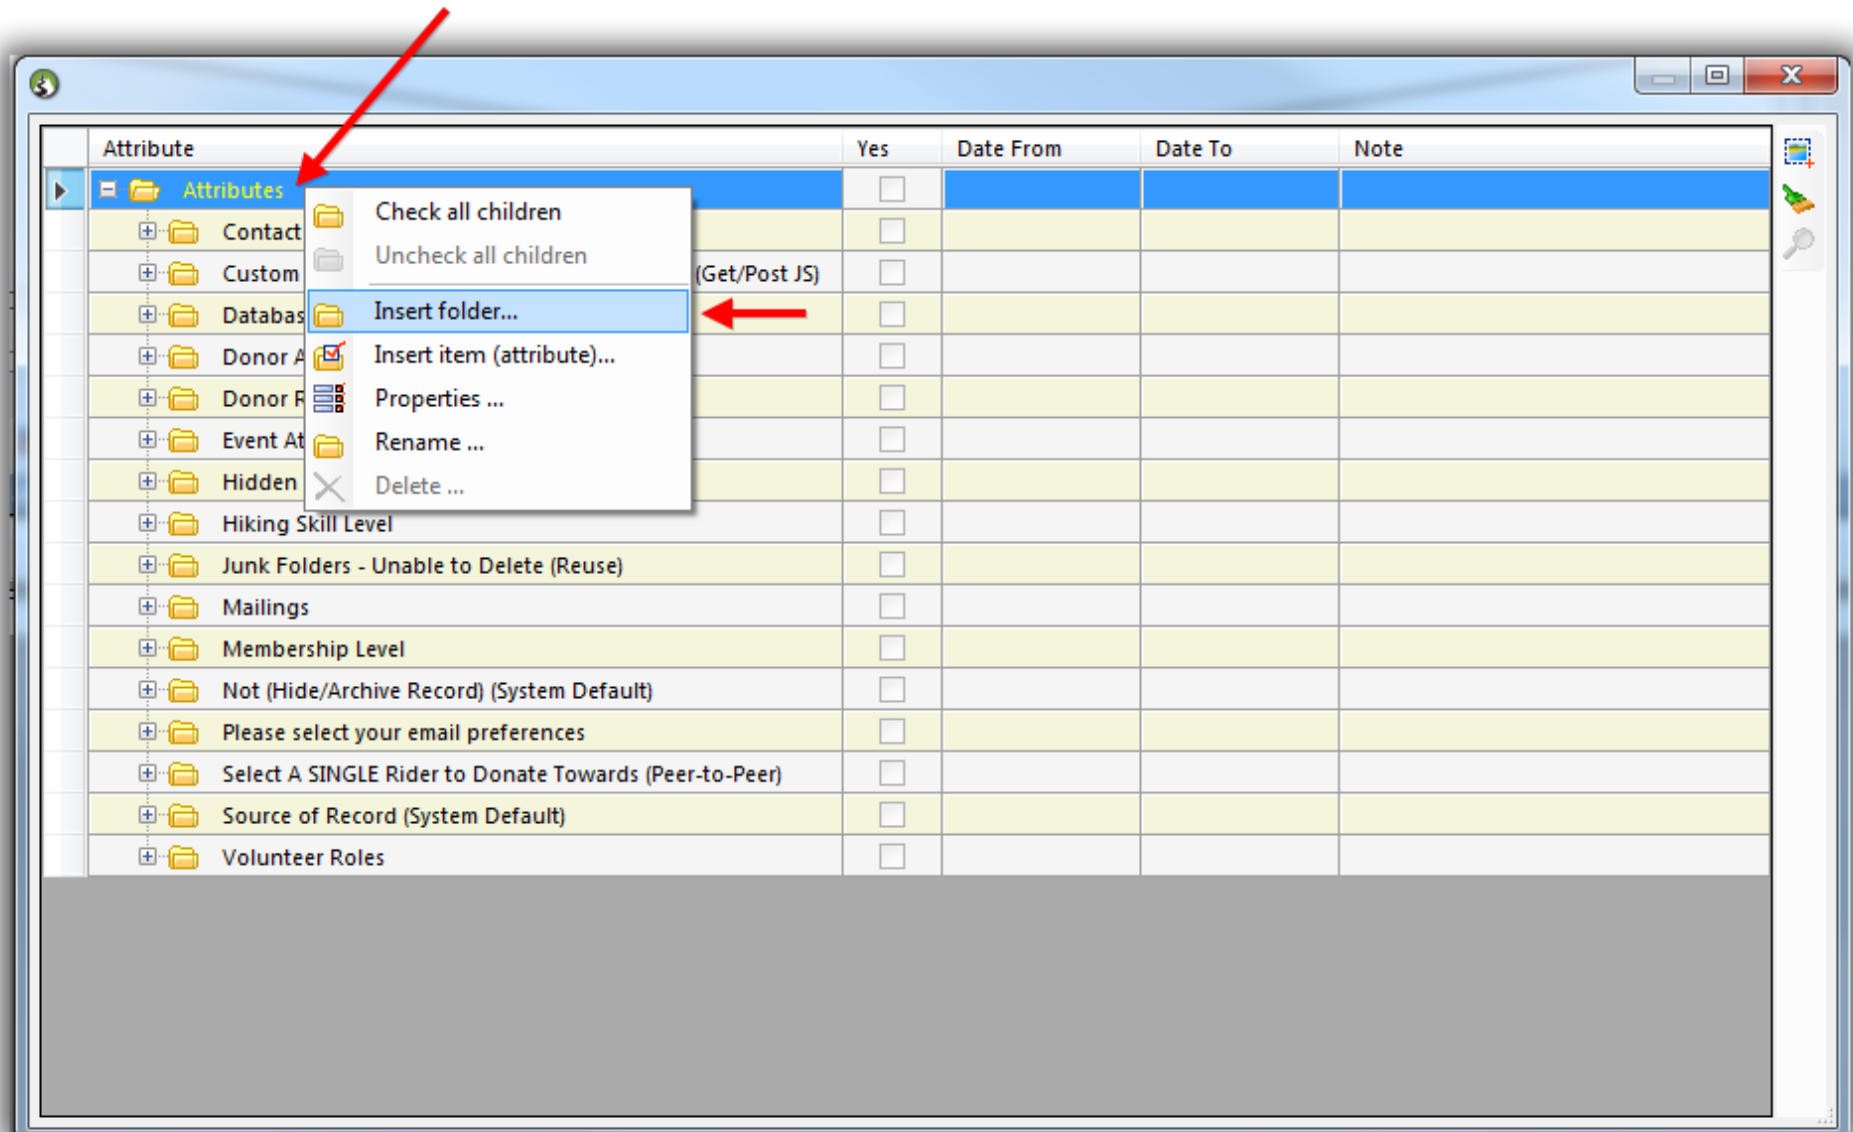 Attribute Yes Date From Date To Note
Attributes
Check all children
Contact
Uncheck all children
Custom (Get/Post JS)
Insert folder...
Databas
Insert item (attribute)...
Donor A
Properties ...
Donor R
Rename ...
Event At
Delete ...
Hidden
Hiking Skill Level
Junk Folders - Unable to Delete (Reuse)
Mailings
Membership Level
Not (Hide/Archive Record) (System Default)
Please select your email preferences
Select A SINGLE Rider to Donate Towards (Peer-to-Peer)
Source of Record (System Default)
Volunteer Roles